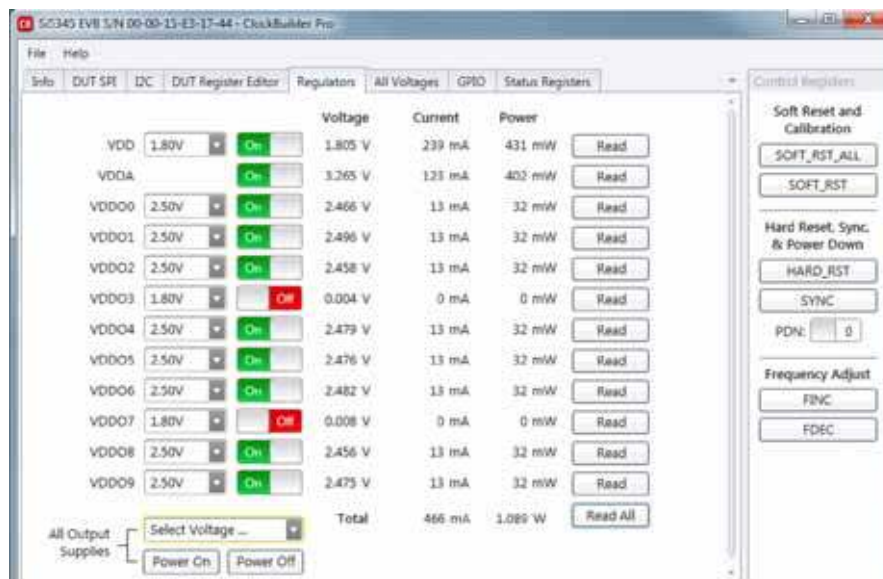 Si5345 EVB S/N 00-00-15-E3-17-44 - ClockBuilder Pro
File Help
Info DUT SPI I2C DUT Register Editor Regulators All Voltages GPIO Status Registers
Voltage Current Power
VDD 1.80V On 1.805 V 239 mA 431 mW Read
VDDA On 3.265 V 123 mA 402 mW Read
VDDO0 2.50V On 2.466 V 13 mA 32 mW Read
VDDO1 2.50V On 2.496 V 13 mA 32 mW Read
VDDO2 2.50V On 2.458 V 13 mA 32 mW Read
VDDO3 1.80V Off 0.004 V 0 mA 0 mW Read
VDDO4 2.50V On 2.479 V 13 mA 32 mW Read
VDDO5 2.50V On 2.476 V 13 mA 32 mW Read
VDDO6 2.50V On 2.482 V 13 mA 32 mW Read
VDDO7 1.80V Off 0.008 V 0 mA 0 mW Read
VDDO8 2.50V On 2.456 V 13 mA 32 mW Read
VDDO9 2.50V On 2.475 V 13 mA 32 mW Read
Total 466 mA 1.089 W Read All
All Output Supplies
Select Voltage ...
Power On Power Off
Control Registers
Soft Reset and
Calibration
SOFT_RST_ALL
SOFT_RST
Hard Reset, Sync,
& Power Down
HARD_RST
SYNC
PDN: 0
Frequency Adjust
FINC
FDEC